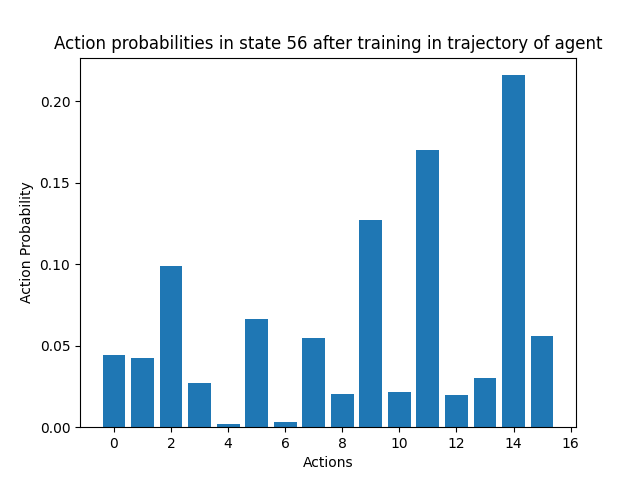 Action probabilities in state 56 after training in trajectory of agent
0.20
0.15
0.10
0.05
0.00
Action Probability
0 2 4 6 8 10 12 14 16
Actions